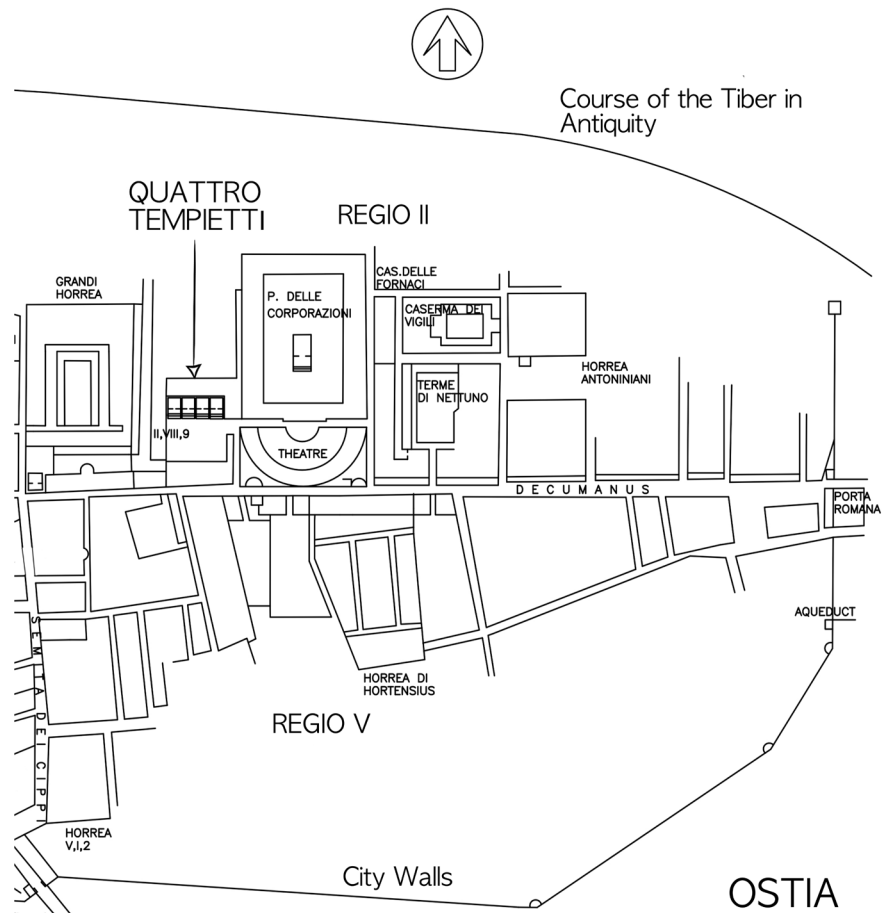 Course of the Tiber in
Antiquity
QUATTRO
TEMPIETTI
REGIO II
GRANDI
HORREA
CAS.DELLE
FORNACI
P. DELLE
CORPORAZIONI
CASERMA DEI
VIGILI
HORREA
ANTONINIANI
TERME
DI NETTUNO
II,VIII,9
THEATRE
DECUMANUS
PORTA
ROMANA
AQUEDUCT
SEMITA DEI CIPPI
HORREA DI
HORTENSIUS
REGIO V
HORREA
V,I,2
City Walls
OSTIA